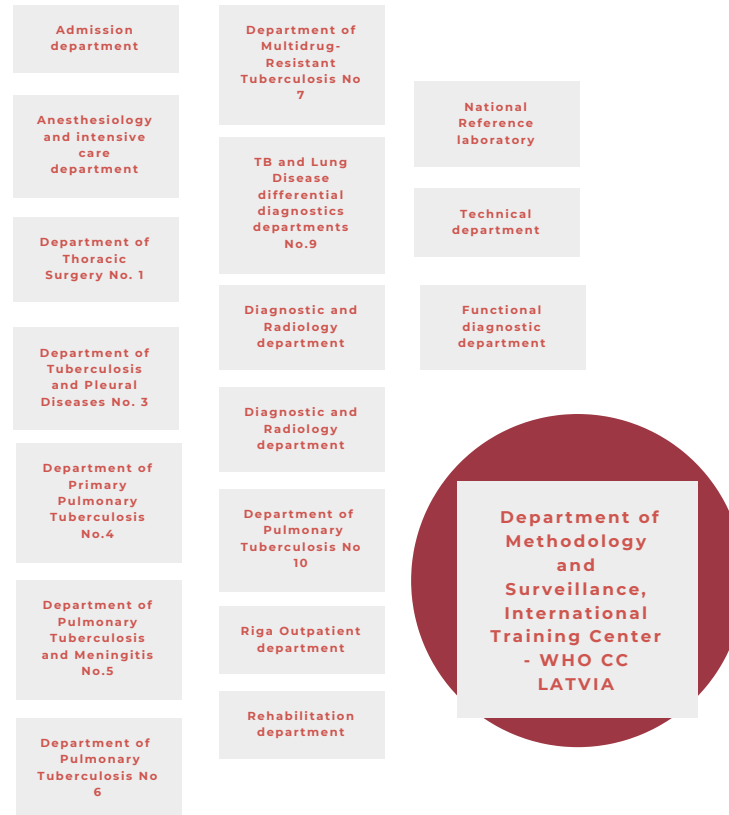 Admission
department
Anesthesiology
and intensive
care
department
Department of
Thoracic
Surgery No. 1
Department of
Tuberculosis
and Pleural
Diseases No. 3
Department of
Primary
Pulmonary
Tuberculosis
No.4
Department of
Pulmonary
Tuberculosis
and Meningitis
No.5
Department of
Pulmonary
Tuberculosis No
6
Department of
Multidrug-
Resistant
Tuberculosis No
7
TB and Lung
Disease
differential
diagnostics
departments
No.9
Diagnostic and
Radiology
department
Diagnostic and
Radiology
department
Department of
Pulmonary
Tuberculosis No
10
Riga Outpatient
department
Rehabilitation
department
National
Reference
laboratory
Technical
department
Functional
diagnostic
department
Department of
Methodology
and
Surveillance,
International
Training Center
- WHO CC
LATVIA